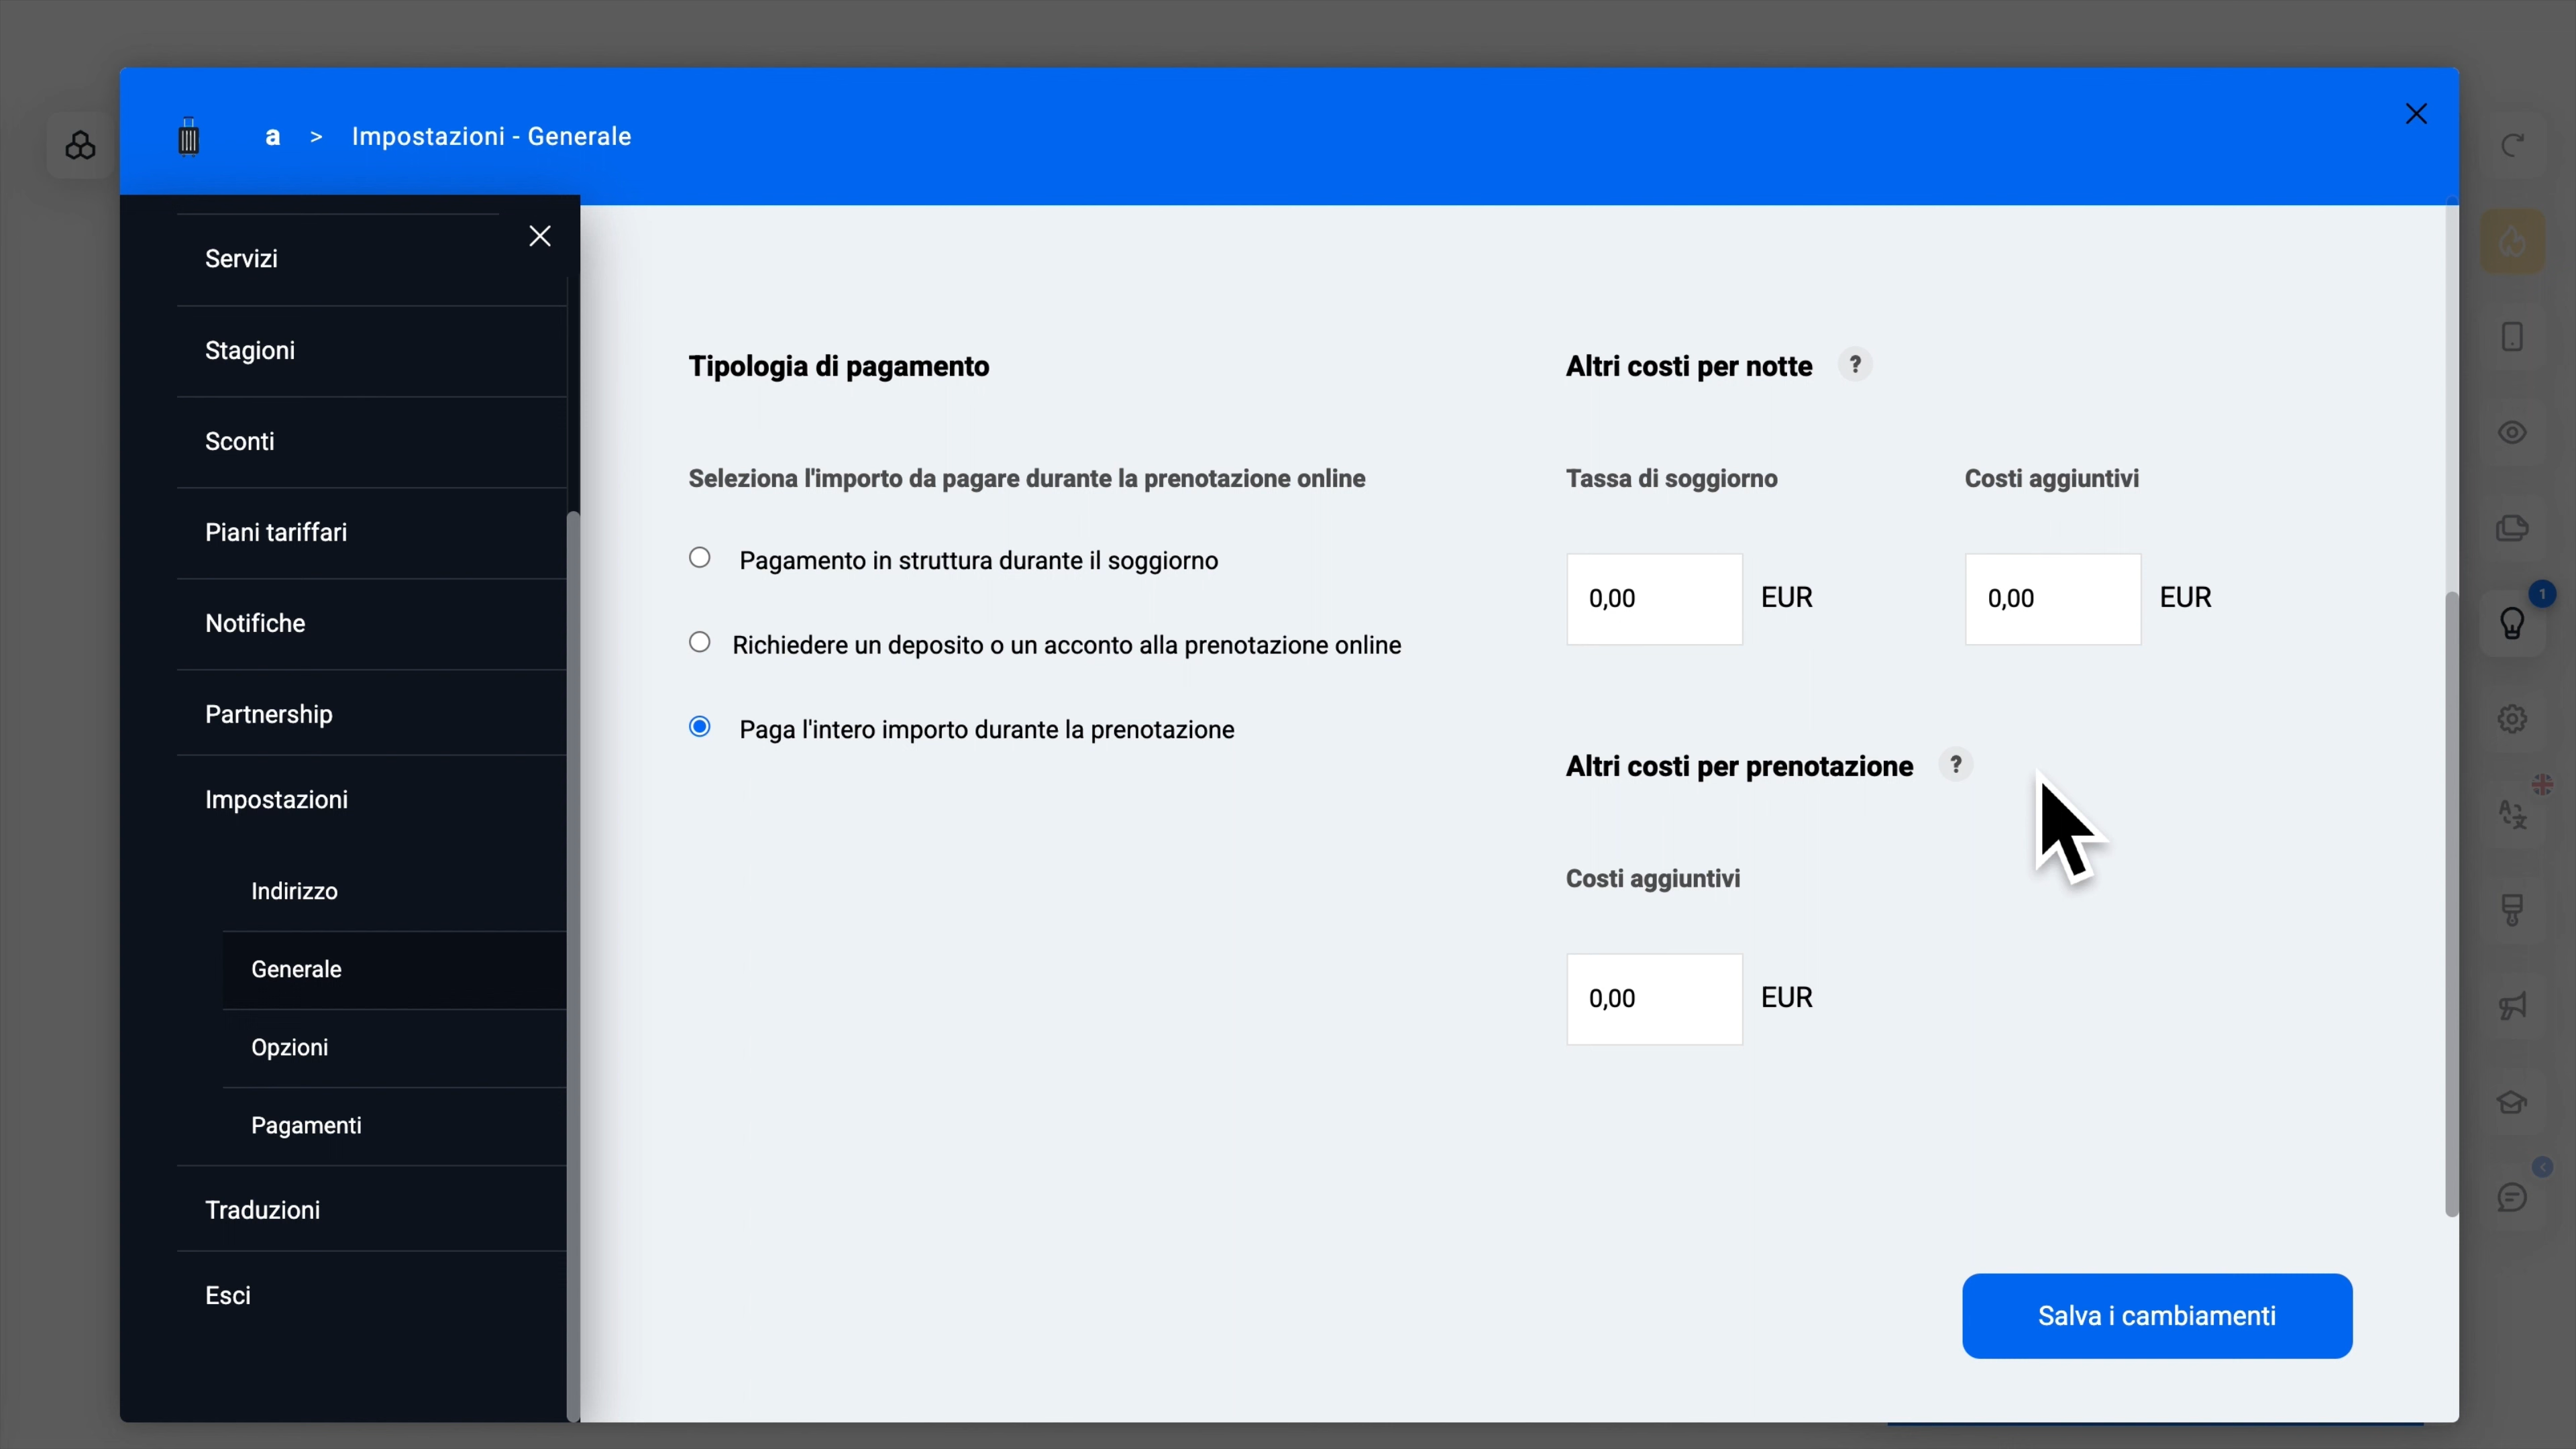 a > Impostazioni - Generale
Servizi
Stagioni
Sconti
Piani tariffari
Notifiche
Partnership
Impostazioni
Indirizzo
Generale
Opzioni
Pagamenti
Traduzioni
Esci
Tipologia di pagamento
Seleziona l'importo da pagare durante la prenotazione online
Pagamento in struttura durante il soggiorno
Richiedere un deposito o un acconto alla prenotazione online
Paga l'intero importo durante la prenotazione
Altri costi per notte ?
Tassa di soggiorno Costi aggiuntivi
0,00 EUR 0,00 EUR
Altri costi per prenotazione ?
Costi aggiuntivi
0,00 EUR
Salva i cambiamenti
1